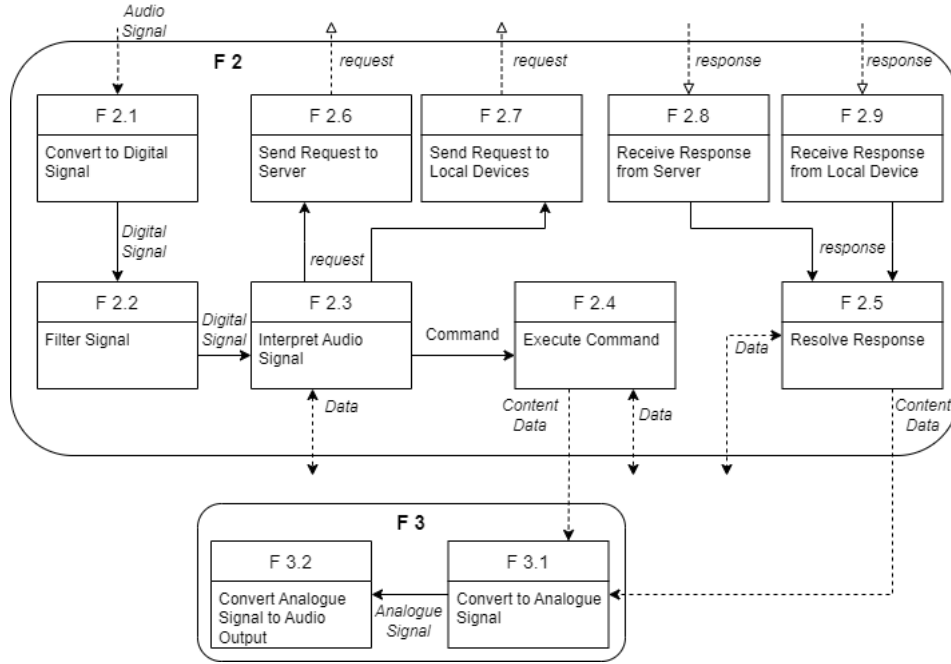 Audio
Signal
F 2
request
request
response
response
F 2.1
Convert to Digital
Signal
F 2.6
Send Request to
Server
F 2.7
Send Request to
Local Devices
F 2.8
Receive Response
from Server
F 2.9
Receive Response
from Local Device
Digital
Signal
request
response
F 2.2
Filter Signal
Digital
Signal
F 2.3
Interpret Audio
Signal
Command
F 2.4
Execute Command
Data
F 2.5
Resolve Response
Data
Content
Data
Data
Content
Data
F 3
F 3.2
Convert Analogue
Signal to Audio
Output
Analogue
Signal
F 3.1
Convert to Analogue
Signal